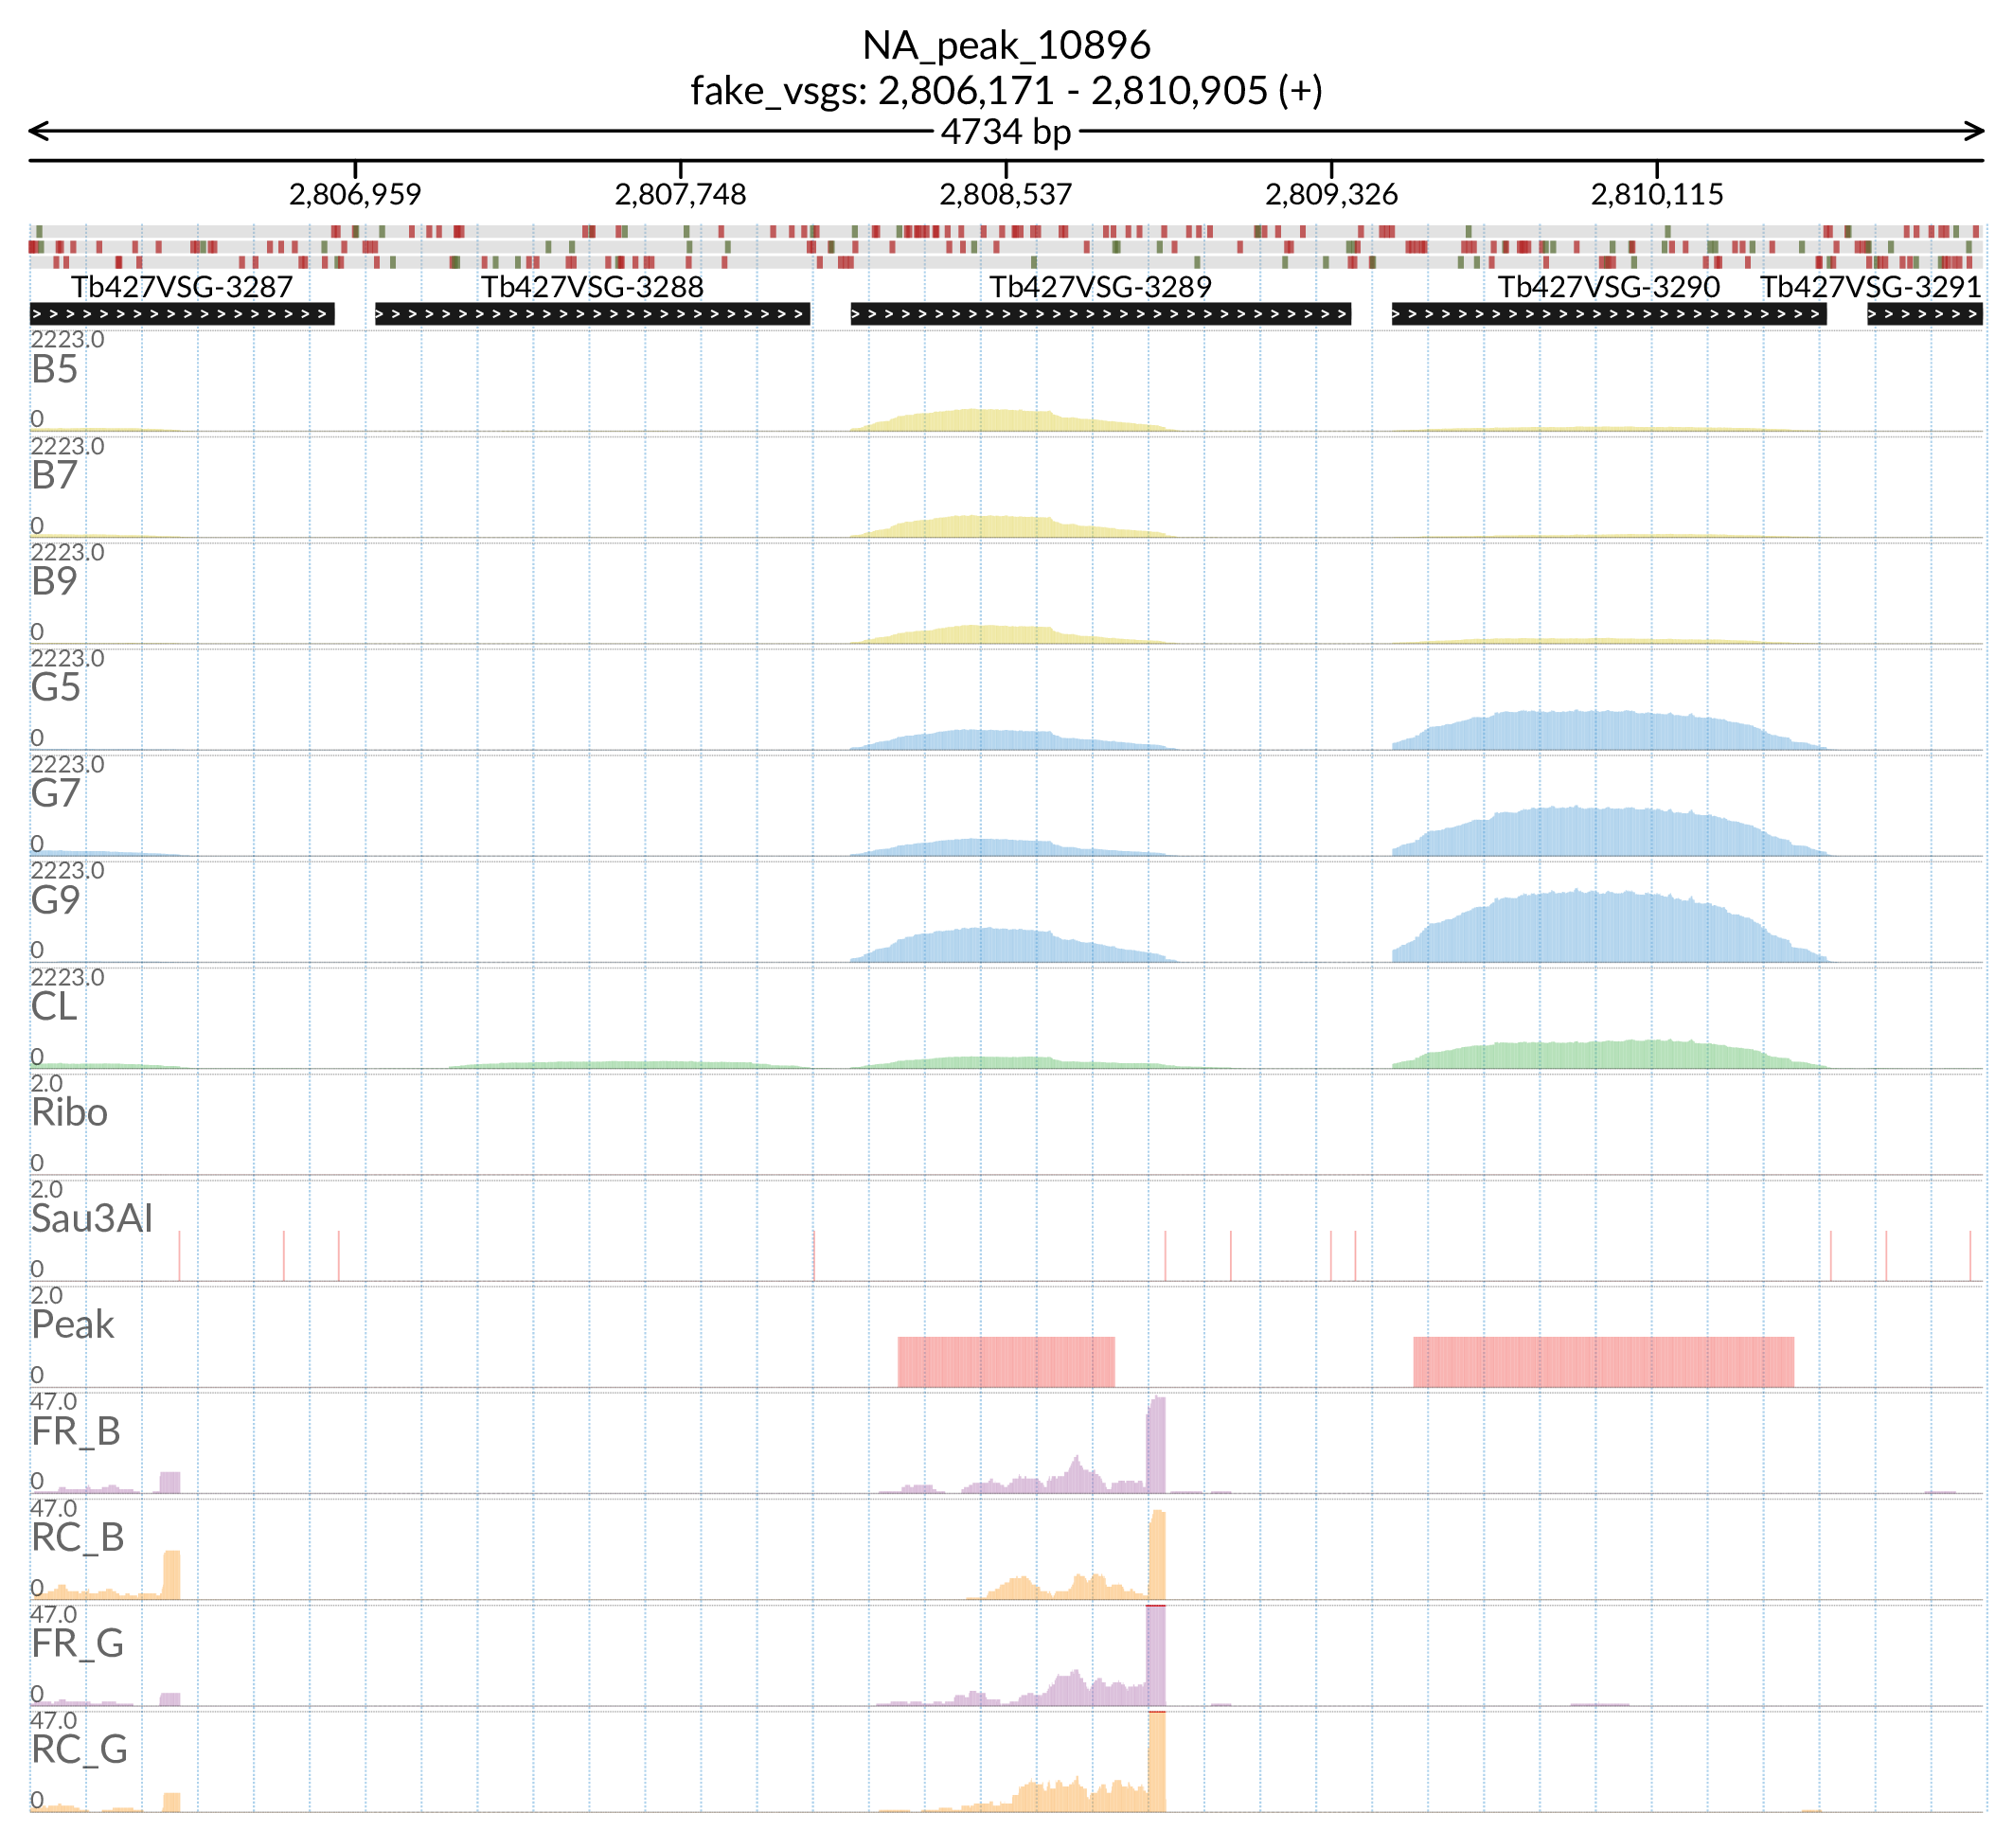 NA_peak_10896
fake_vsgs: 2,806,171 - 2,810,905 (+)
4734 bp
2,806,959 2,807,748 2,808,537 2,809,326 2,810,115
Tb427VSG-3287 Tb427VSG-3288 Tb427VSG-3289 Tb427VSG-3290 Tb427VSG-3291
2223.0
B5
0
2223.0
B7
0
2223.0
B9
0
2223.0
G5
0
2223.0
G7
0
2223.0
G9
0
2223.0
CL
0
2.0
Ribo
0
2.0
Sau3AI
0
2.0
Peak
0
47.0
FR_B
0
47.0
RC_B
0
47.0
FR_G
0
47.0
RC_G
0